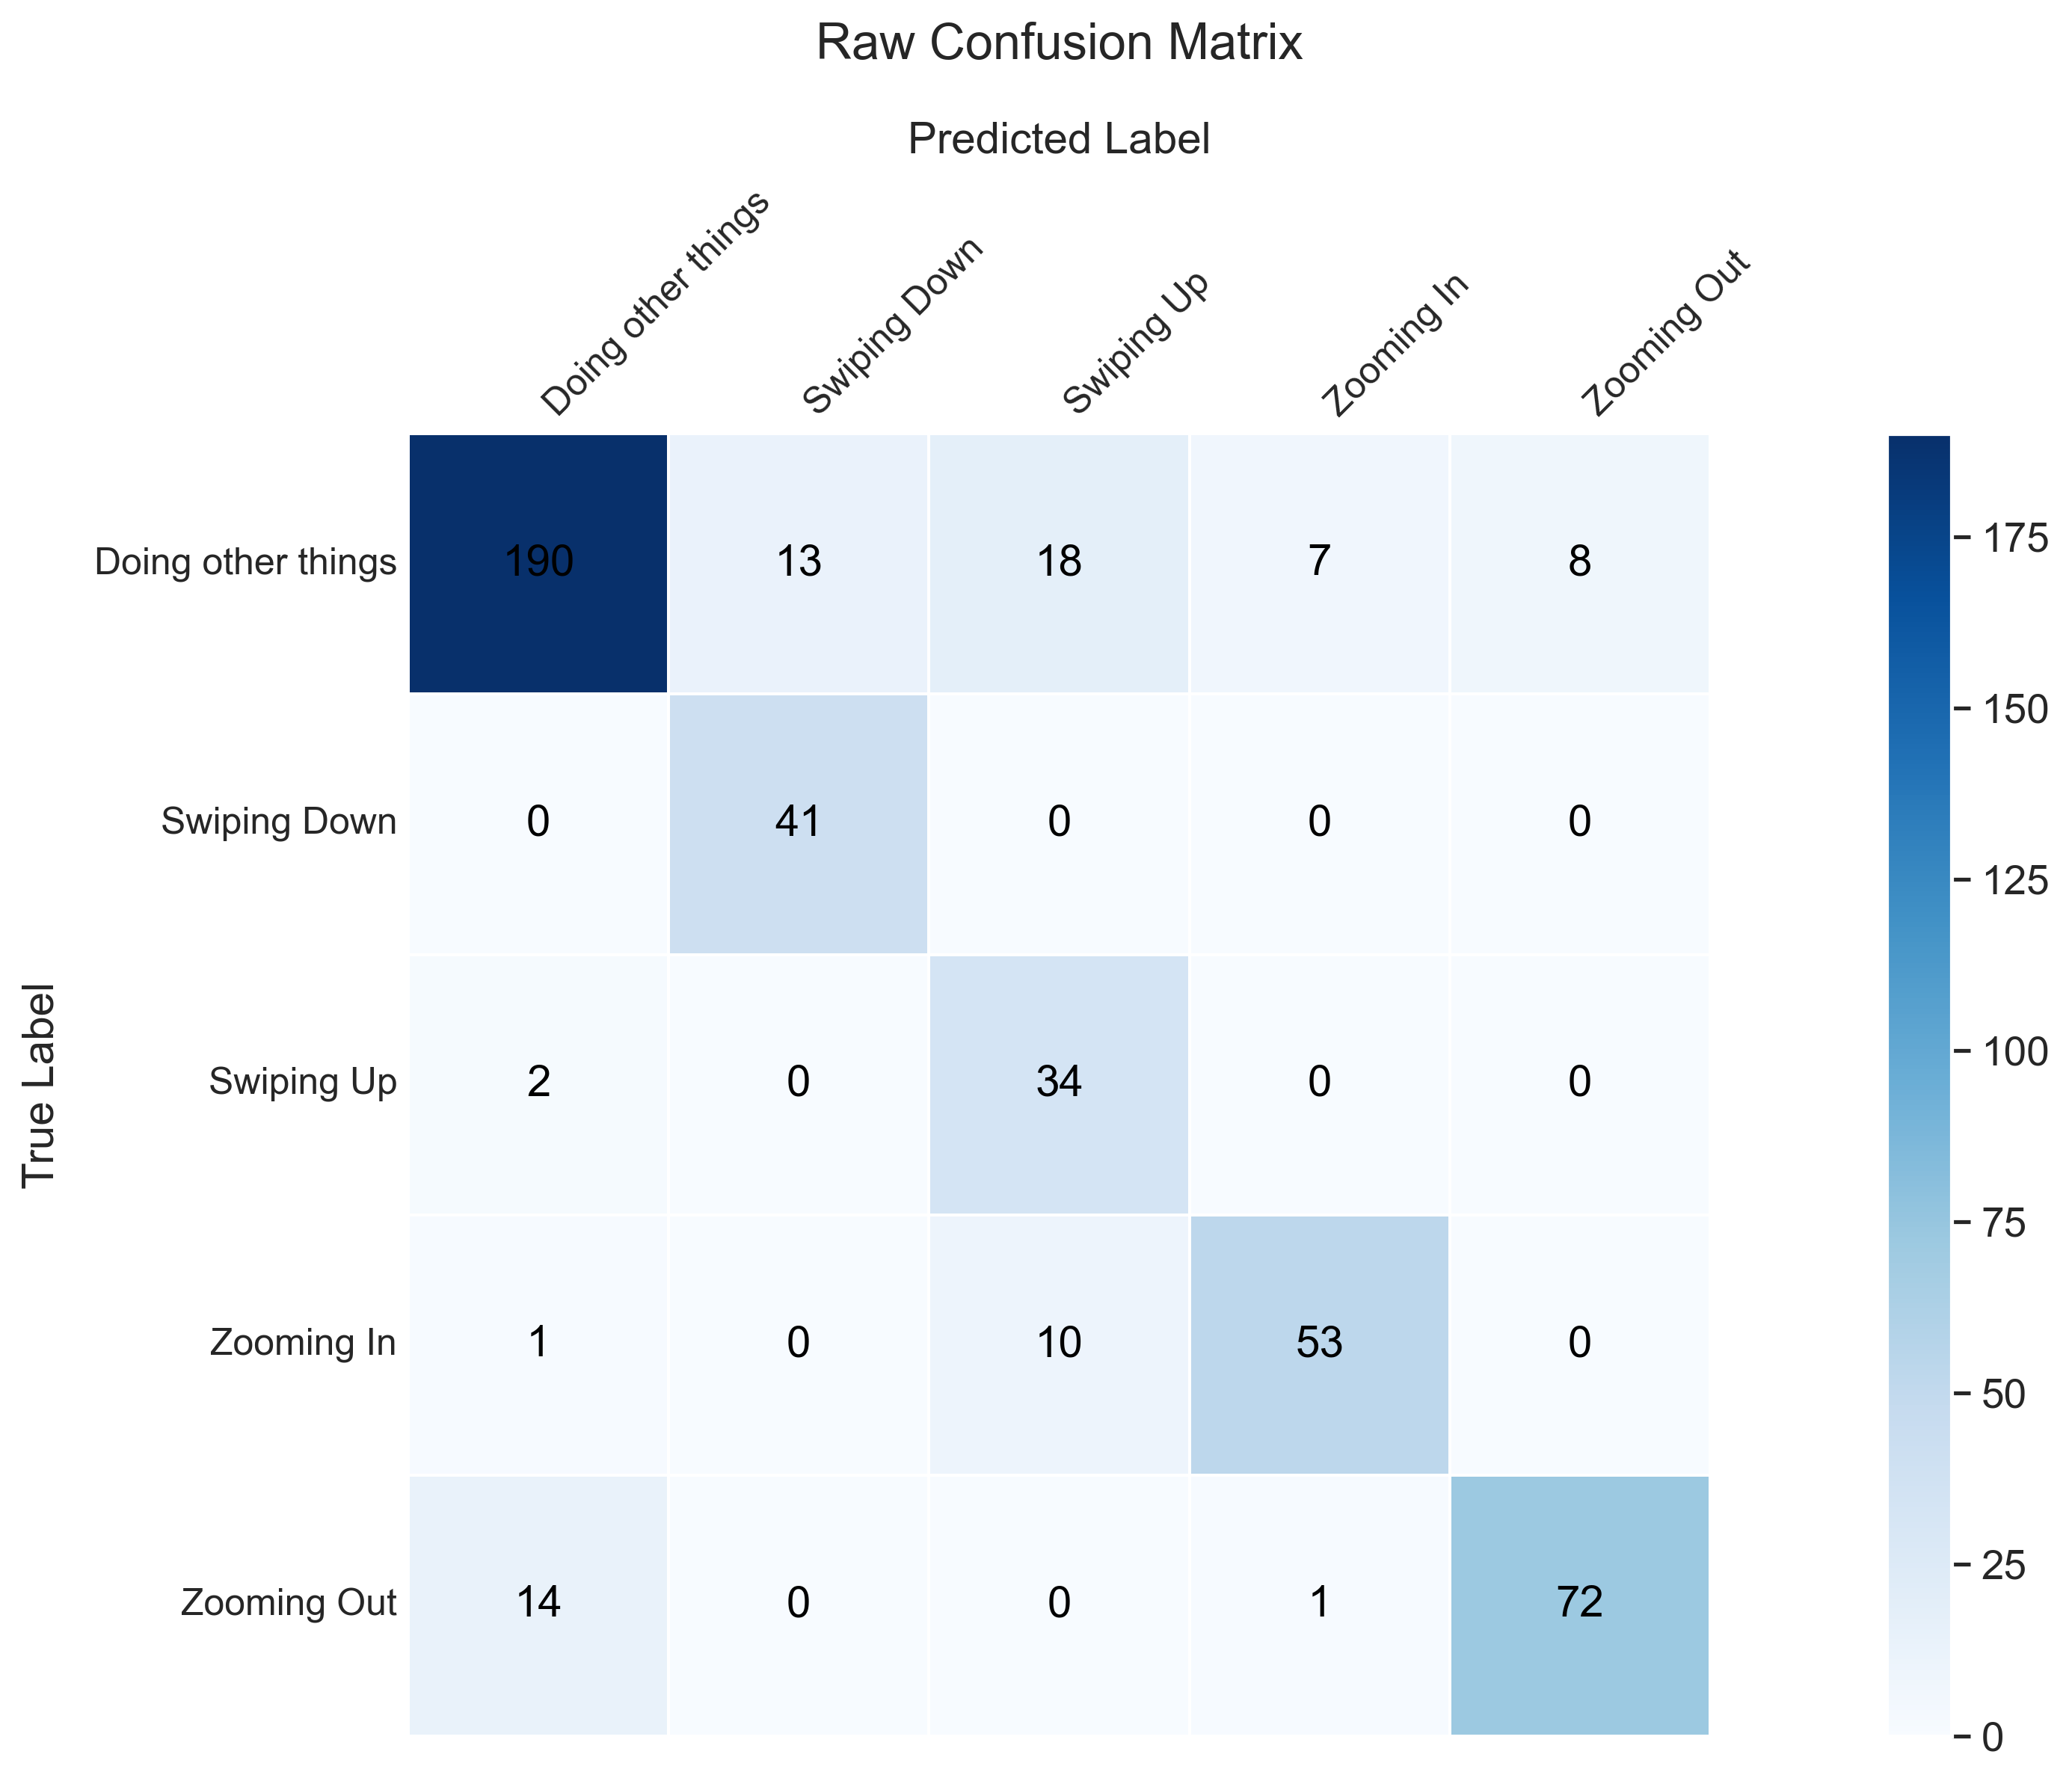 Raw Confusion Matrix
Predicted Label
Doing other things
Swiping Down
Swiping Up
Zooming In
Zooming Out
True Label
Doing other things 190 13 18 7 8
Swiping Down 0 41 0 0 0
Swiping Up 2 0 34 0 0
Zooming In 1 0 10 53 0
Zooming Out 14 0 0 1 72
175
150
125
100
75
50
25
0